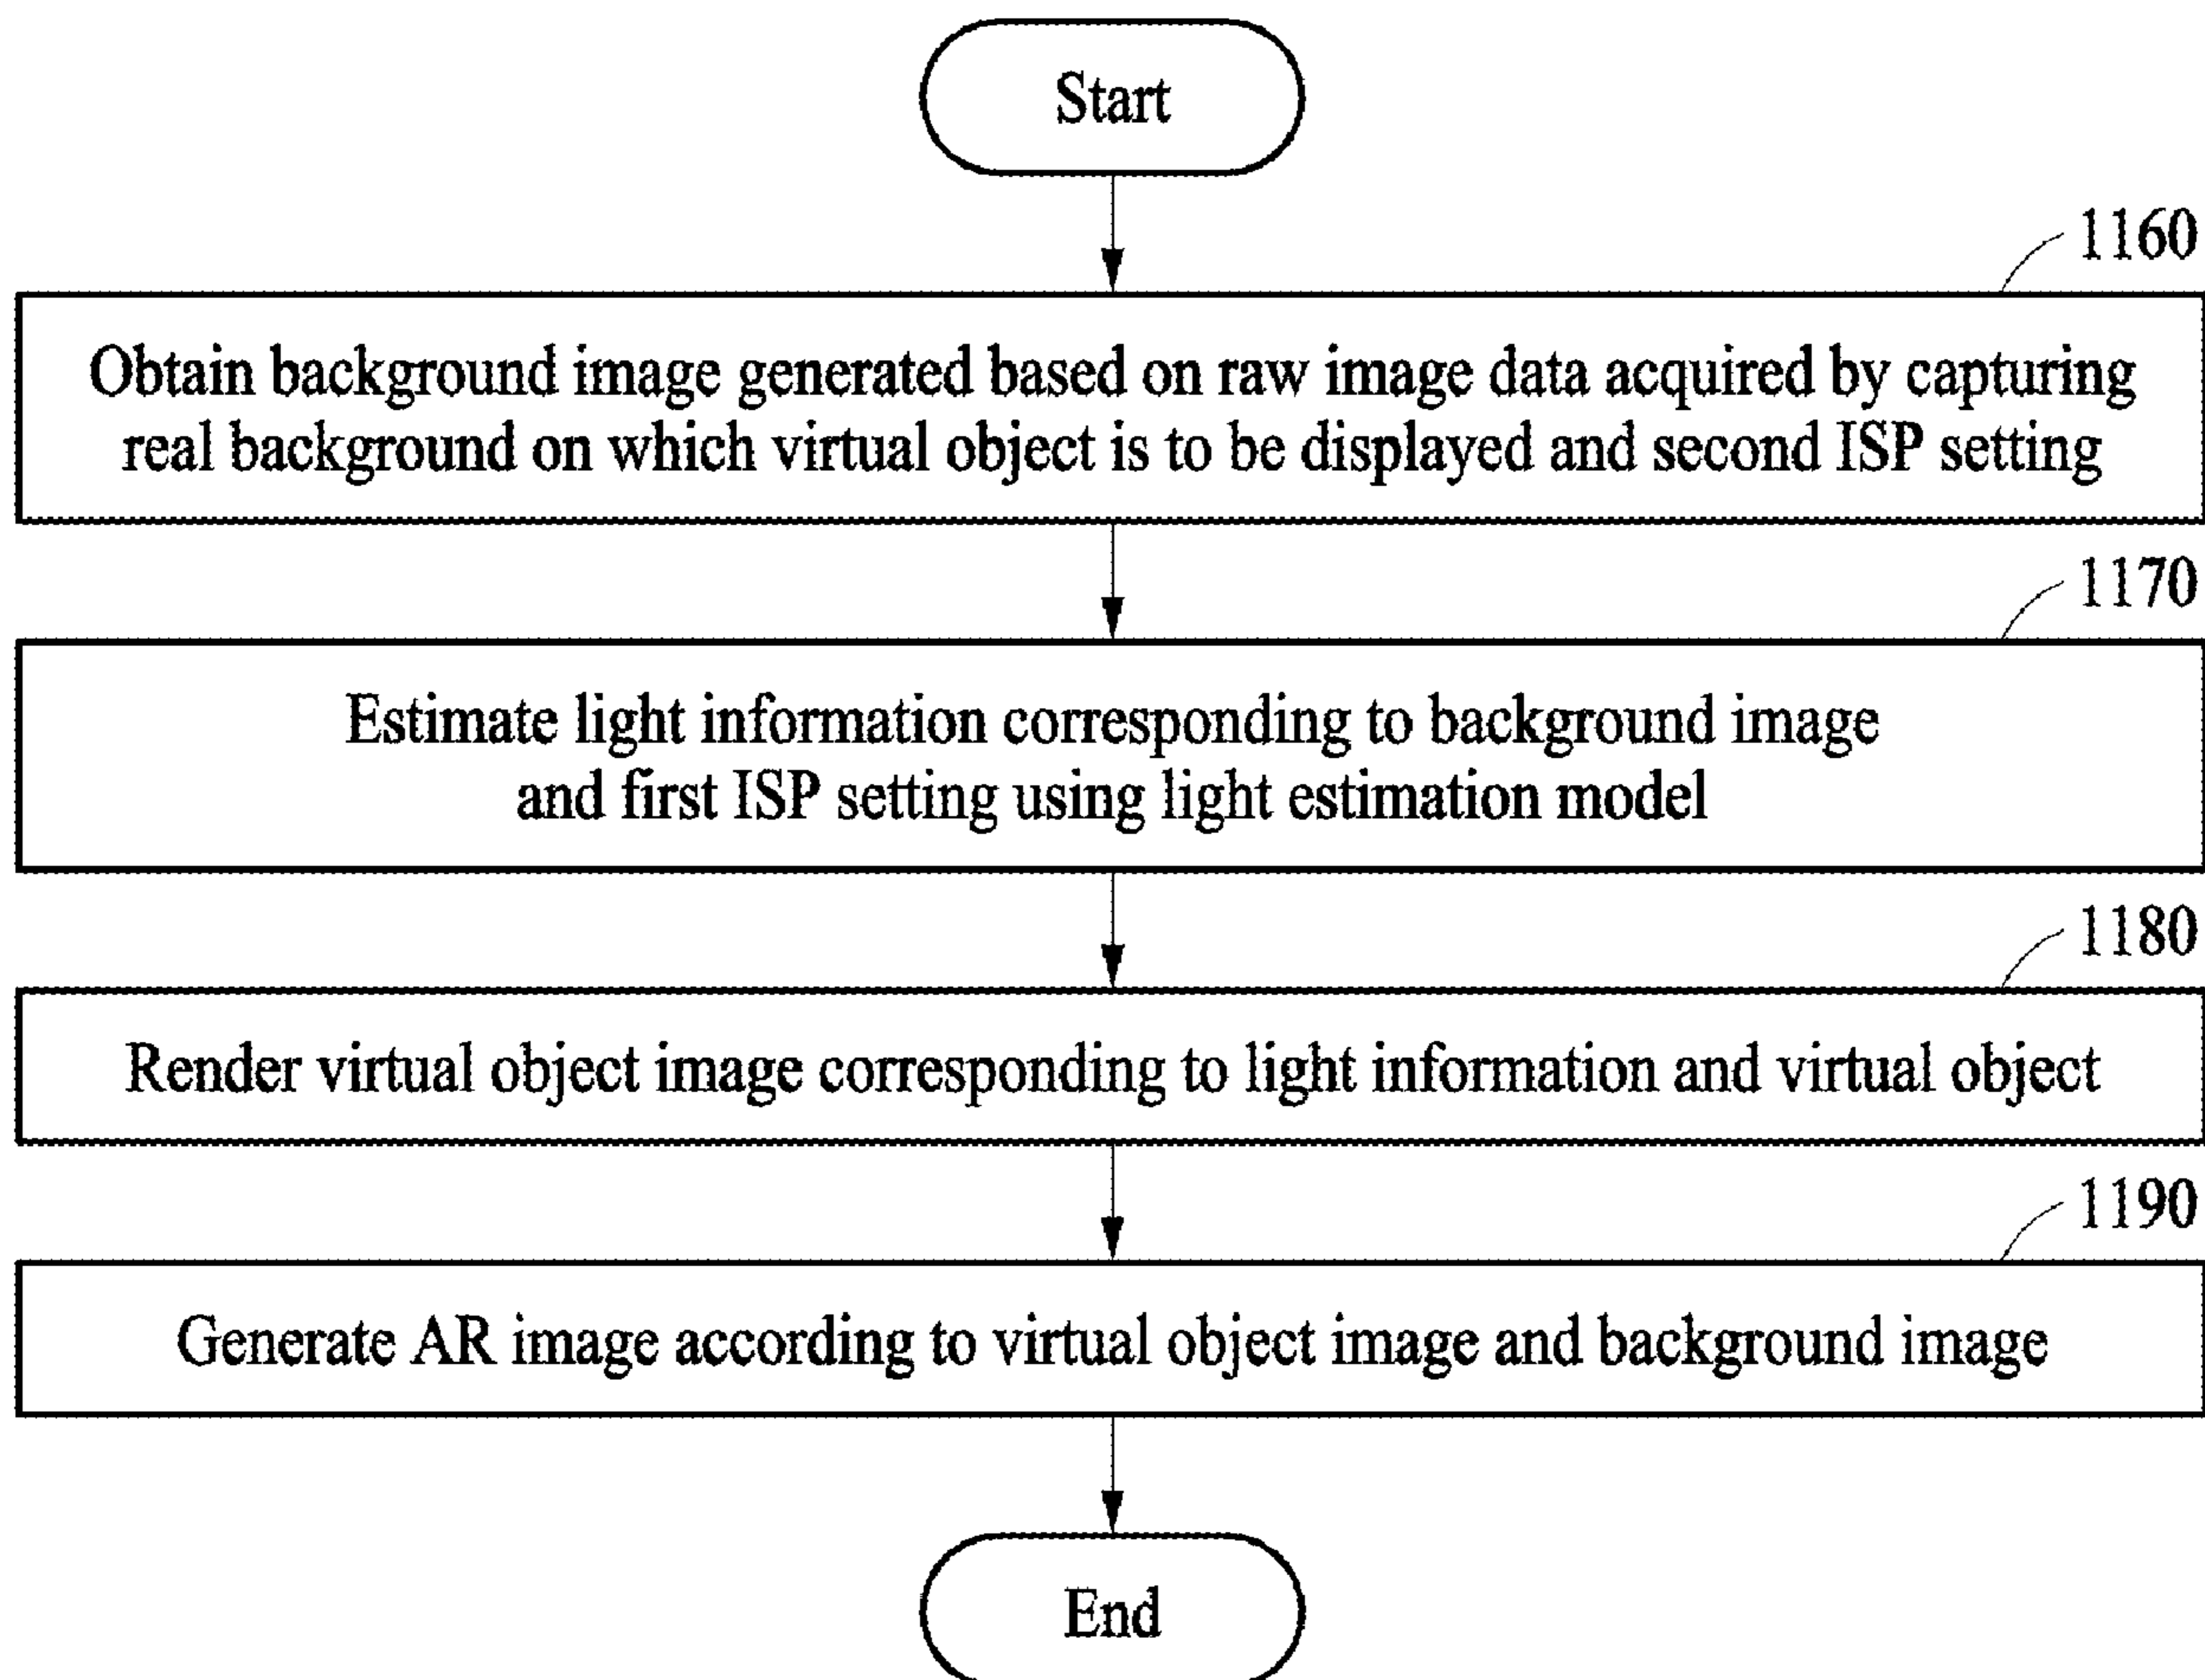 Start
1160
Obtain background image generated based on raw image data acquired by capturing
real background on which virtual object is to be displayed and second ISP setting
1170
Estimate light information corresponding to background image
and first ISP setting using light estimation model
1180
Render virtual object image corresponding to light information and virtual object
1190
Generate AR image according to virtual object image and background image
End